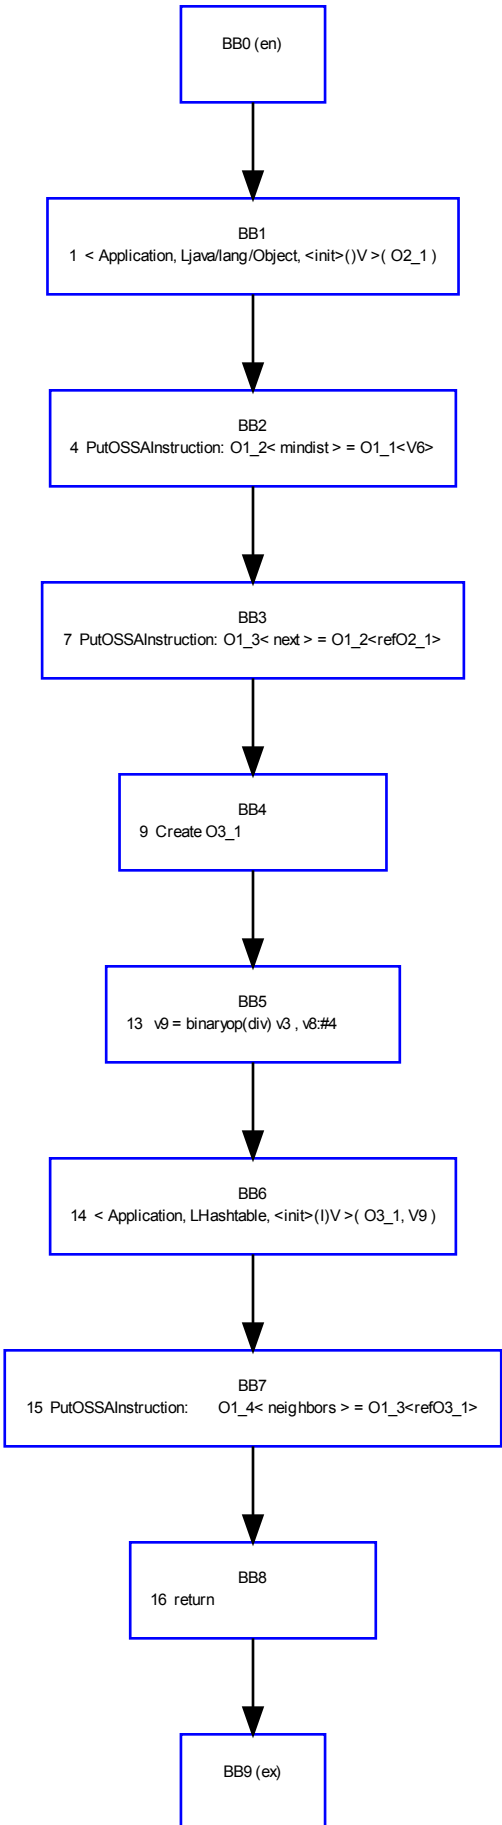 BB0 (en)
BB1
1 < Application, Ljava/lang/Object, <init>()V >( O2_1 )
BB2
4 PutOSSAInstruction: O1_2< mindist > = O1_1<V6>
BB3
7 PutOSSAInstruction: O1_3< next > = O1_2<refO2_1>
BB4
9 Create O3_1
BB5
13 v9 = binaryop(div) v3 , v8:#4
BB6
14 < Application, LHashtable, <init>(I)V >( O3_1, V9 )
BB7
15 PutOSSAInstruction: O1_4< neighbors > = O1_3<refO3_1>
BB8
16 return
BB9 (ex)